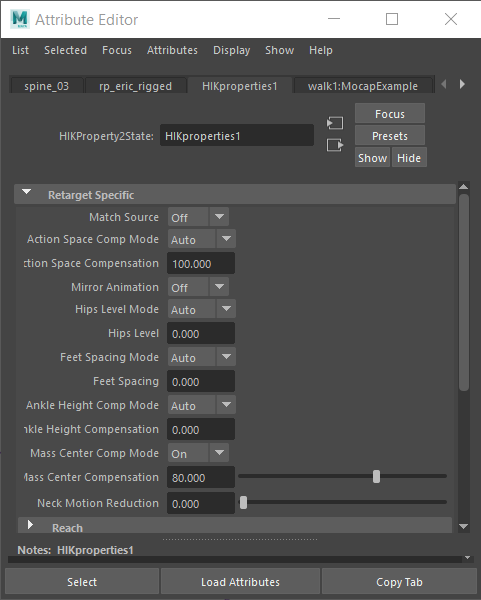 Attribute Editor
List Selected Focus Attributes Display Show Help
spine_03 rp_eric_rigged HIKproperties1 walk1:MocapExample
Focus
HIKProperty2State: HIKproperties1
Presets
Show Hide
Retarget Specific
Match Source Off
Action Space Comp Mode Auto
ction Space Compensation 100.000
Mirror Animation Off
Hips Level Mode Auto
Hips Level 0.000
Feet Spacing Mode Auto
Feet Spacing 0.000
Ankle Height Comp Mode Auto
nkle Height Compensation 0.000
Mass Center Comp Mode On
Mass Center Compensation 80.000
Neck Motion Reduction 0.000
Reach
Notes: HIKproperties1
Select Load Attributes Copy Tab